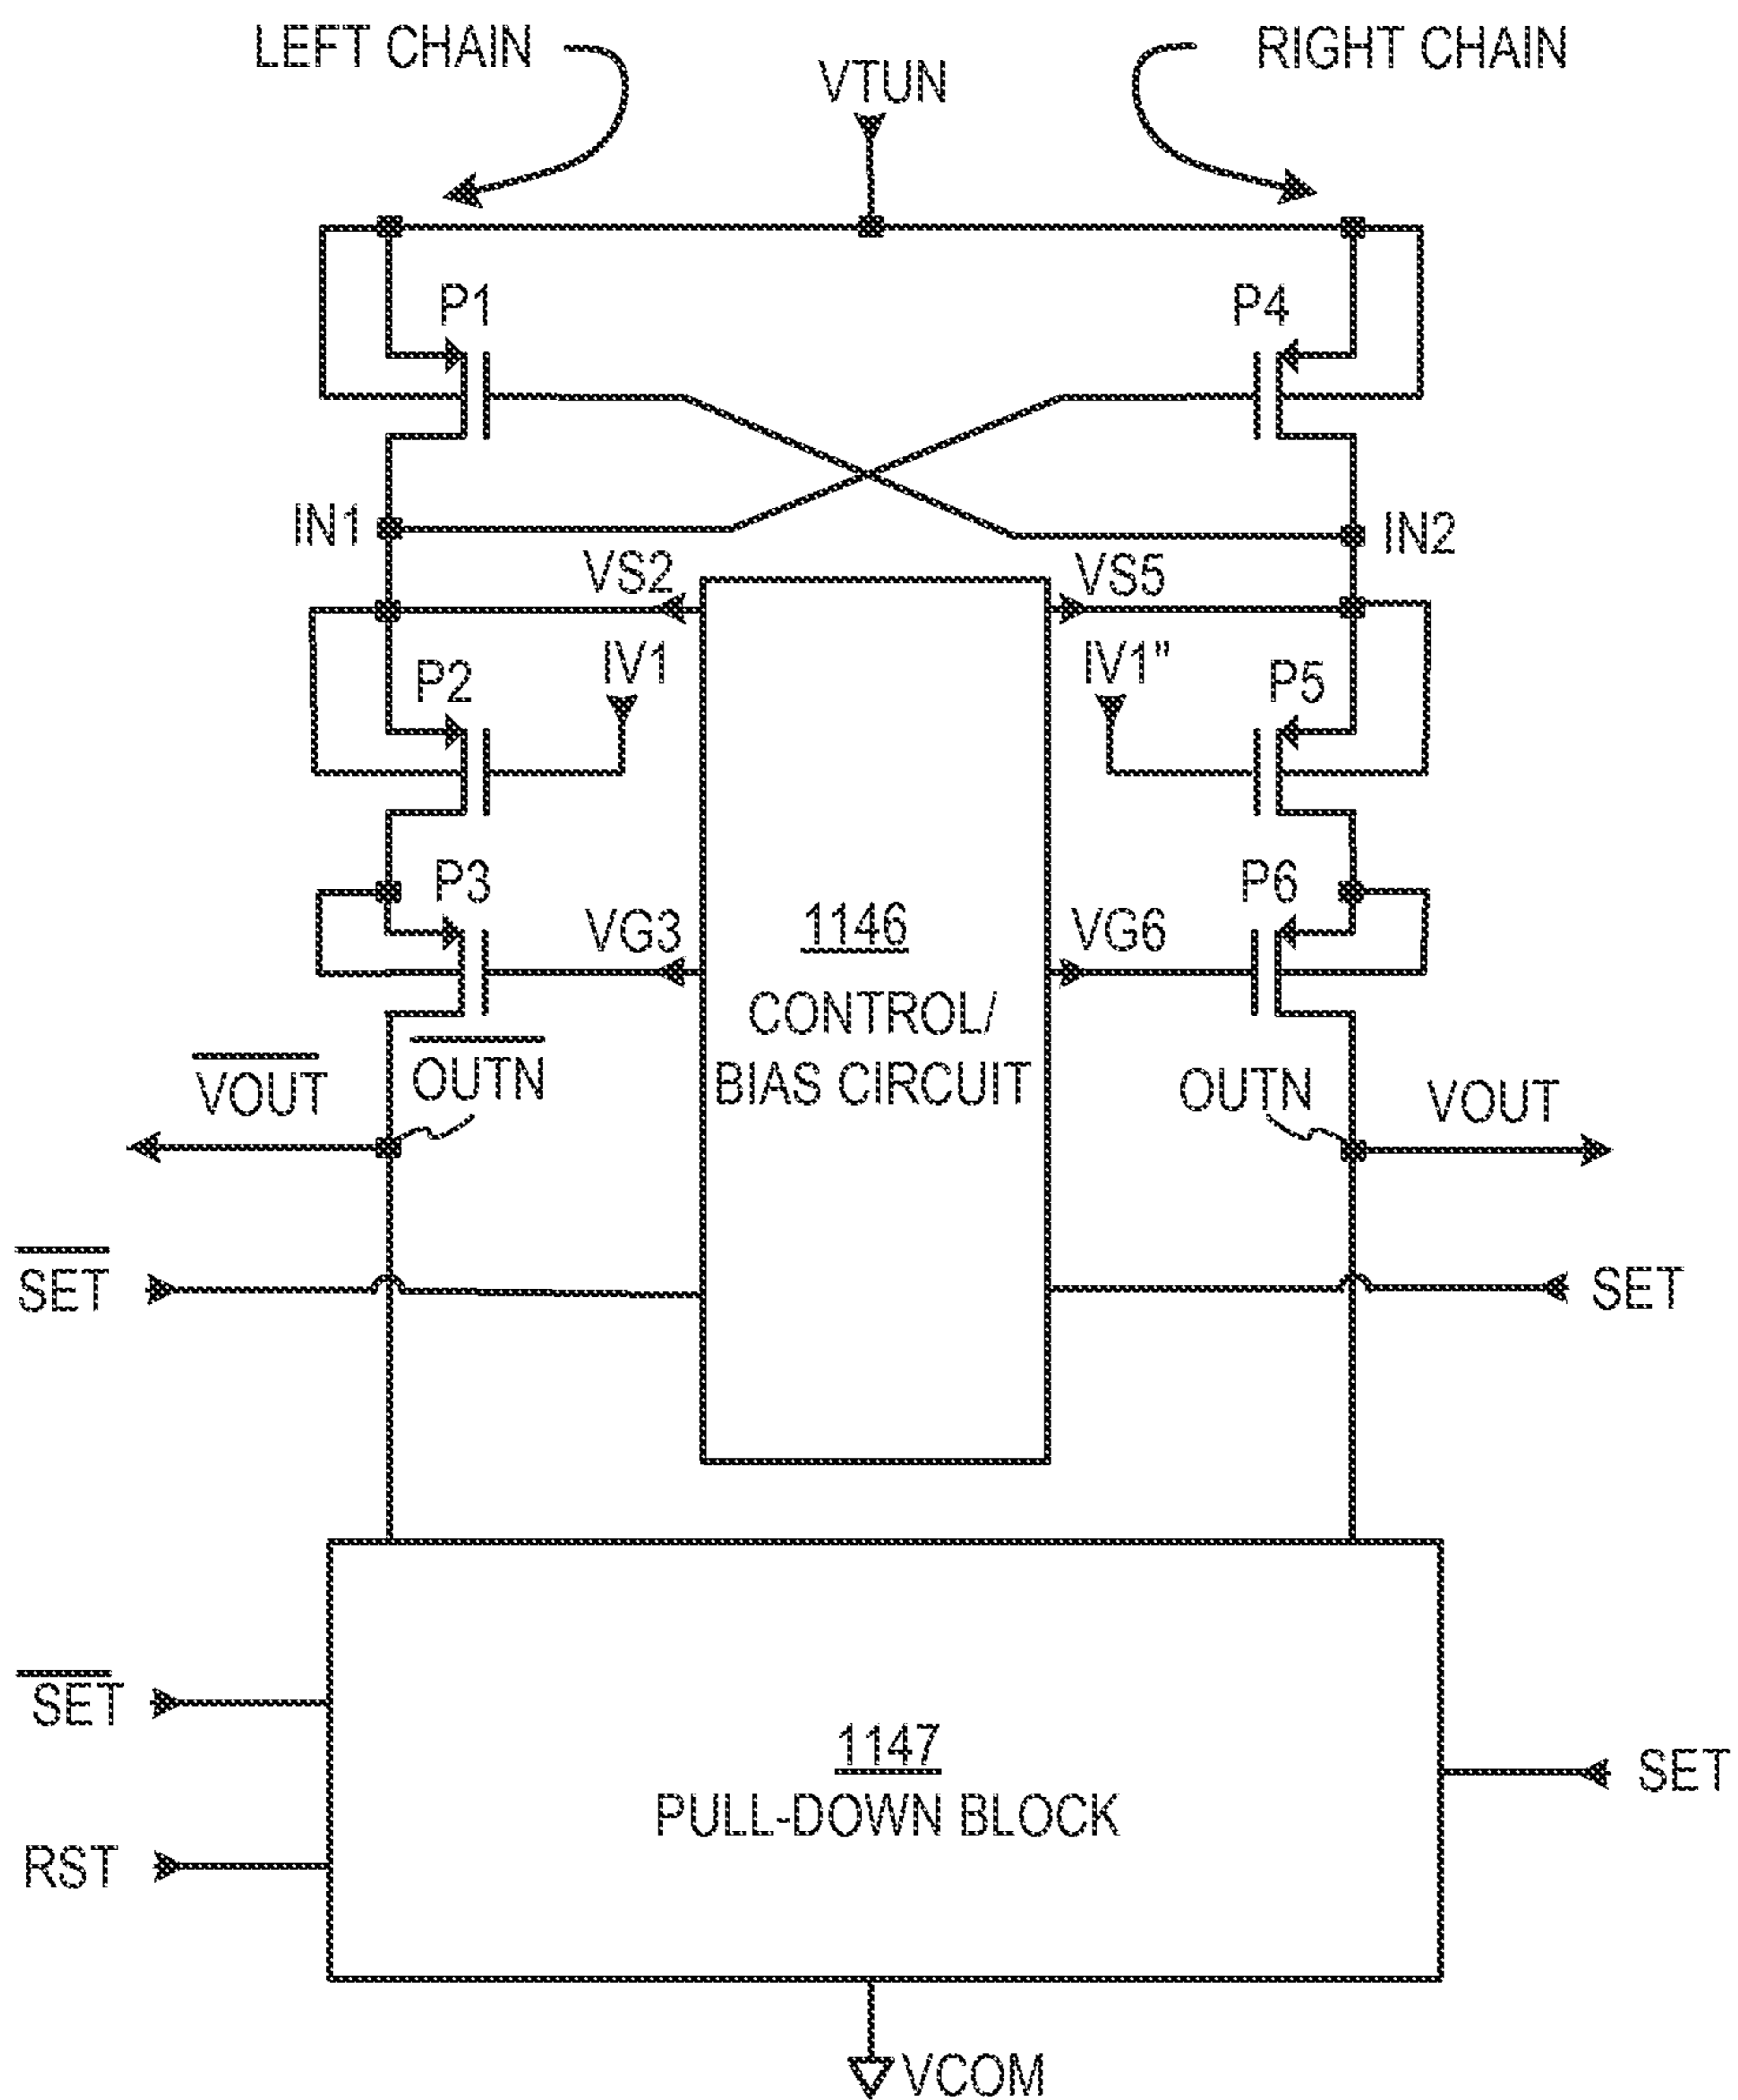 LEFT CHAIN
RIGHT CHAIN
VTUN
P1
P4
IN1
IN2
VS2
VS5
IV1
IV1"
P2
P5
P3
P6
VG3
1146
VG6
CONTROL/
BIAS CIRCUIT
VOUT
OUTN
OUTN
VOUT
SET
SET
SET
1147
SET
PULL-DOWN BLOCK
RST
VCOM